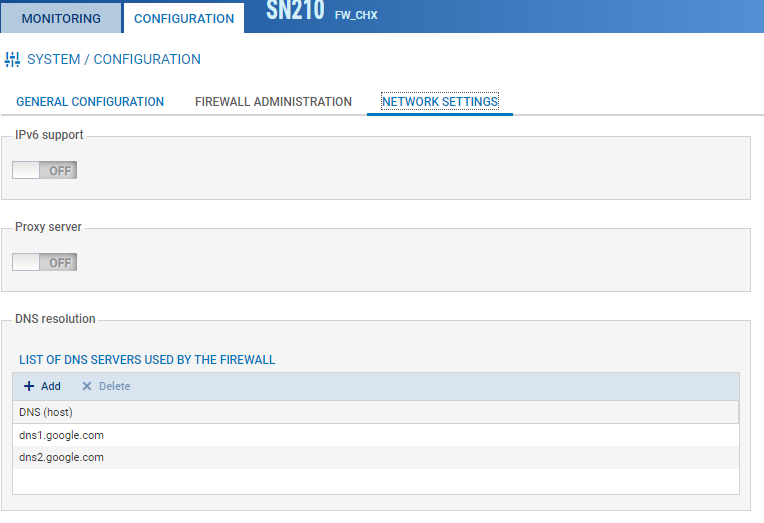 MONITORING CONFIGURATION SN210 FW_CHX
SYSTEM / CONFIGURATION
GENERAL CONFIGURATION FIREWALL ADMINISTRATION NETWORK SETTINGS
IPv6 support
OFF
Proxy server
OFF
DNS resolution
LIST OF DNS SERVERS USED BY THE FIREWALL
+ Add × Delete
DNS (host)
dns1.google.com
dns2.google.com